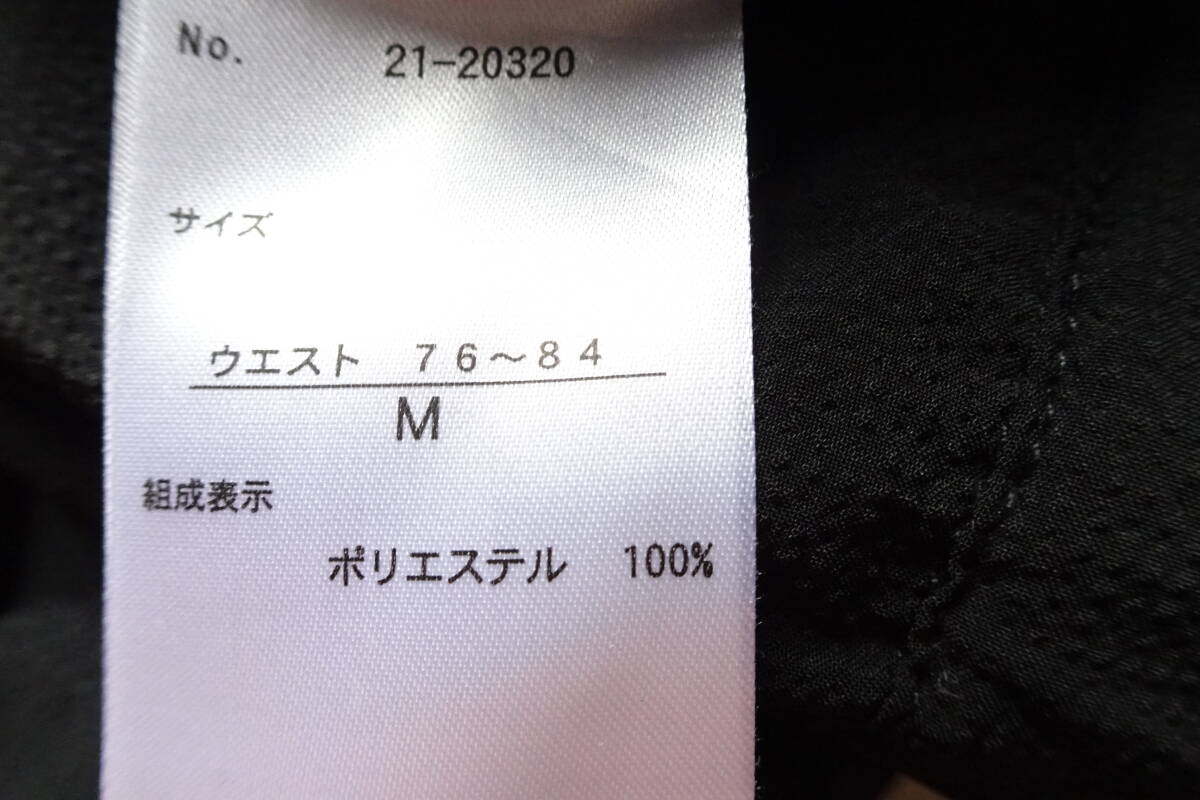 No. 21-20320
サイズ
ウエスト ７６～８４
M
組成表示
ポリエステル 100%